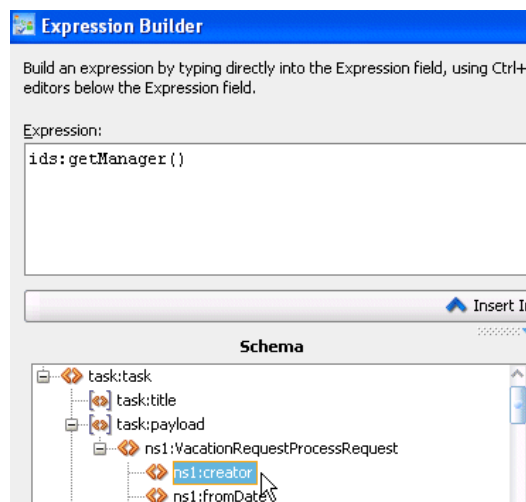 Expression Builder
Build an expression by typing directly into the Expression field, using Ctrl+
editors below the Expression field.
Expression:
ids:getManager()
Insert I
Schema
task:task
task:title
task:payload
ns1:VacationRequestProcessRequest
ns1:creator
ns1:fromDate